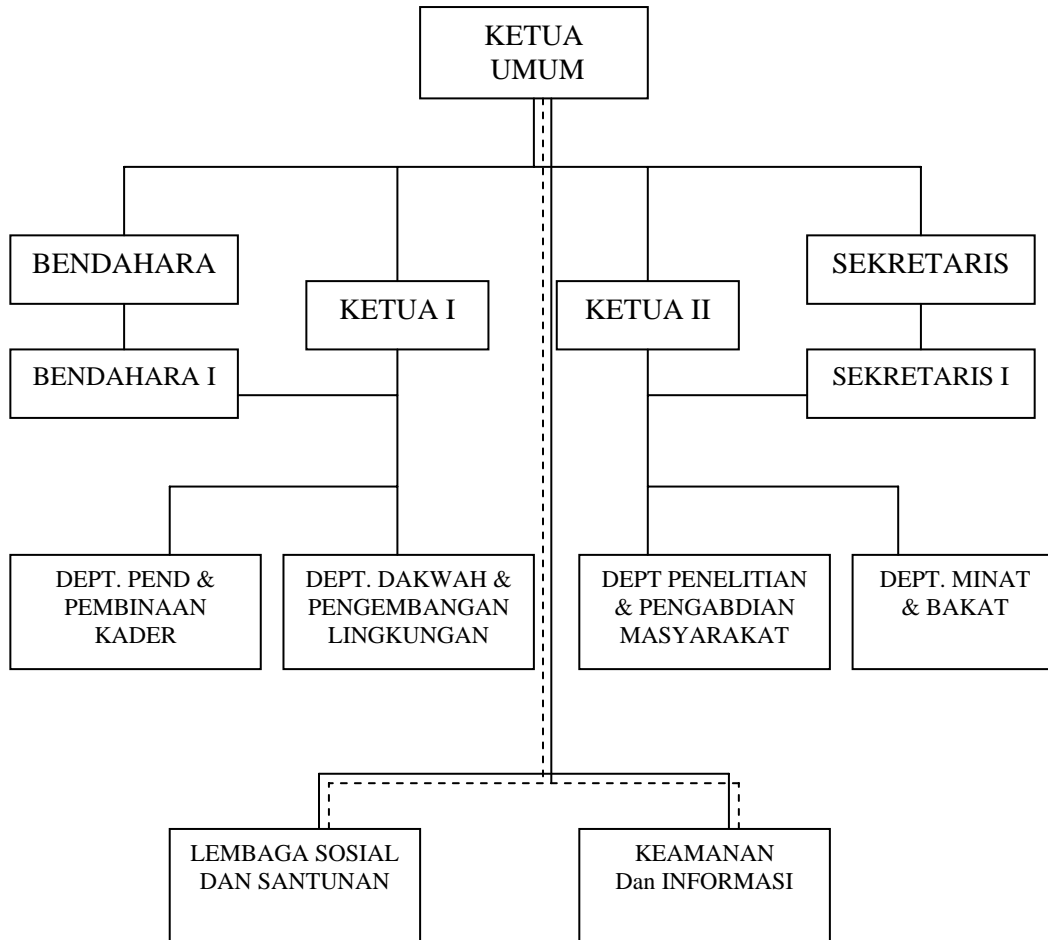 KETUA
UMUM
BENDAHARA
SEKRETARIS
KETUA I
KETUA II
BENDAHARA I
SEKRETARIS I
DEPT. PEND &
PEMBINAAN
KADER
DEPT. DAKWAH &
PENGEMBANGAN
LINGKUNGAN
DEPT PENELITIAN
& PENGABDIAN
MASYARAKAT
DEPT. MINAT
& BAKAT
LEMBAGA SOSIAL
DAN SANTUNAN
KEAMANAN
Dan INFORMASI